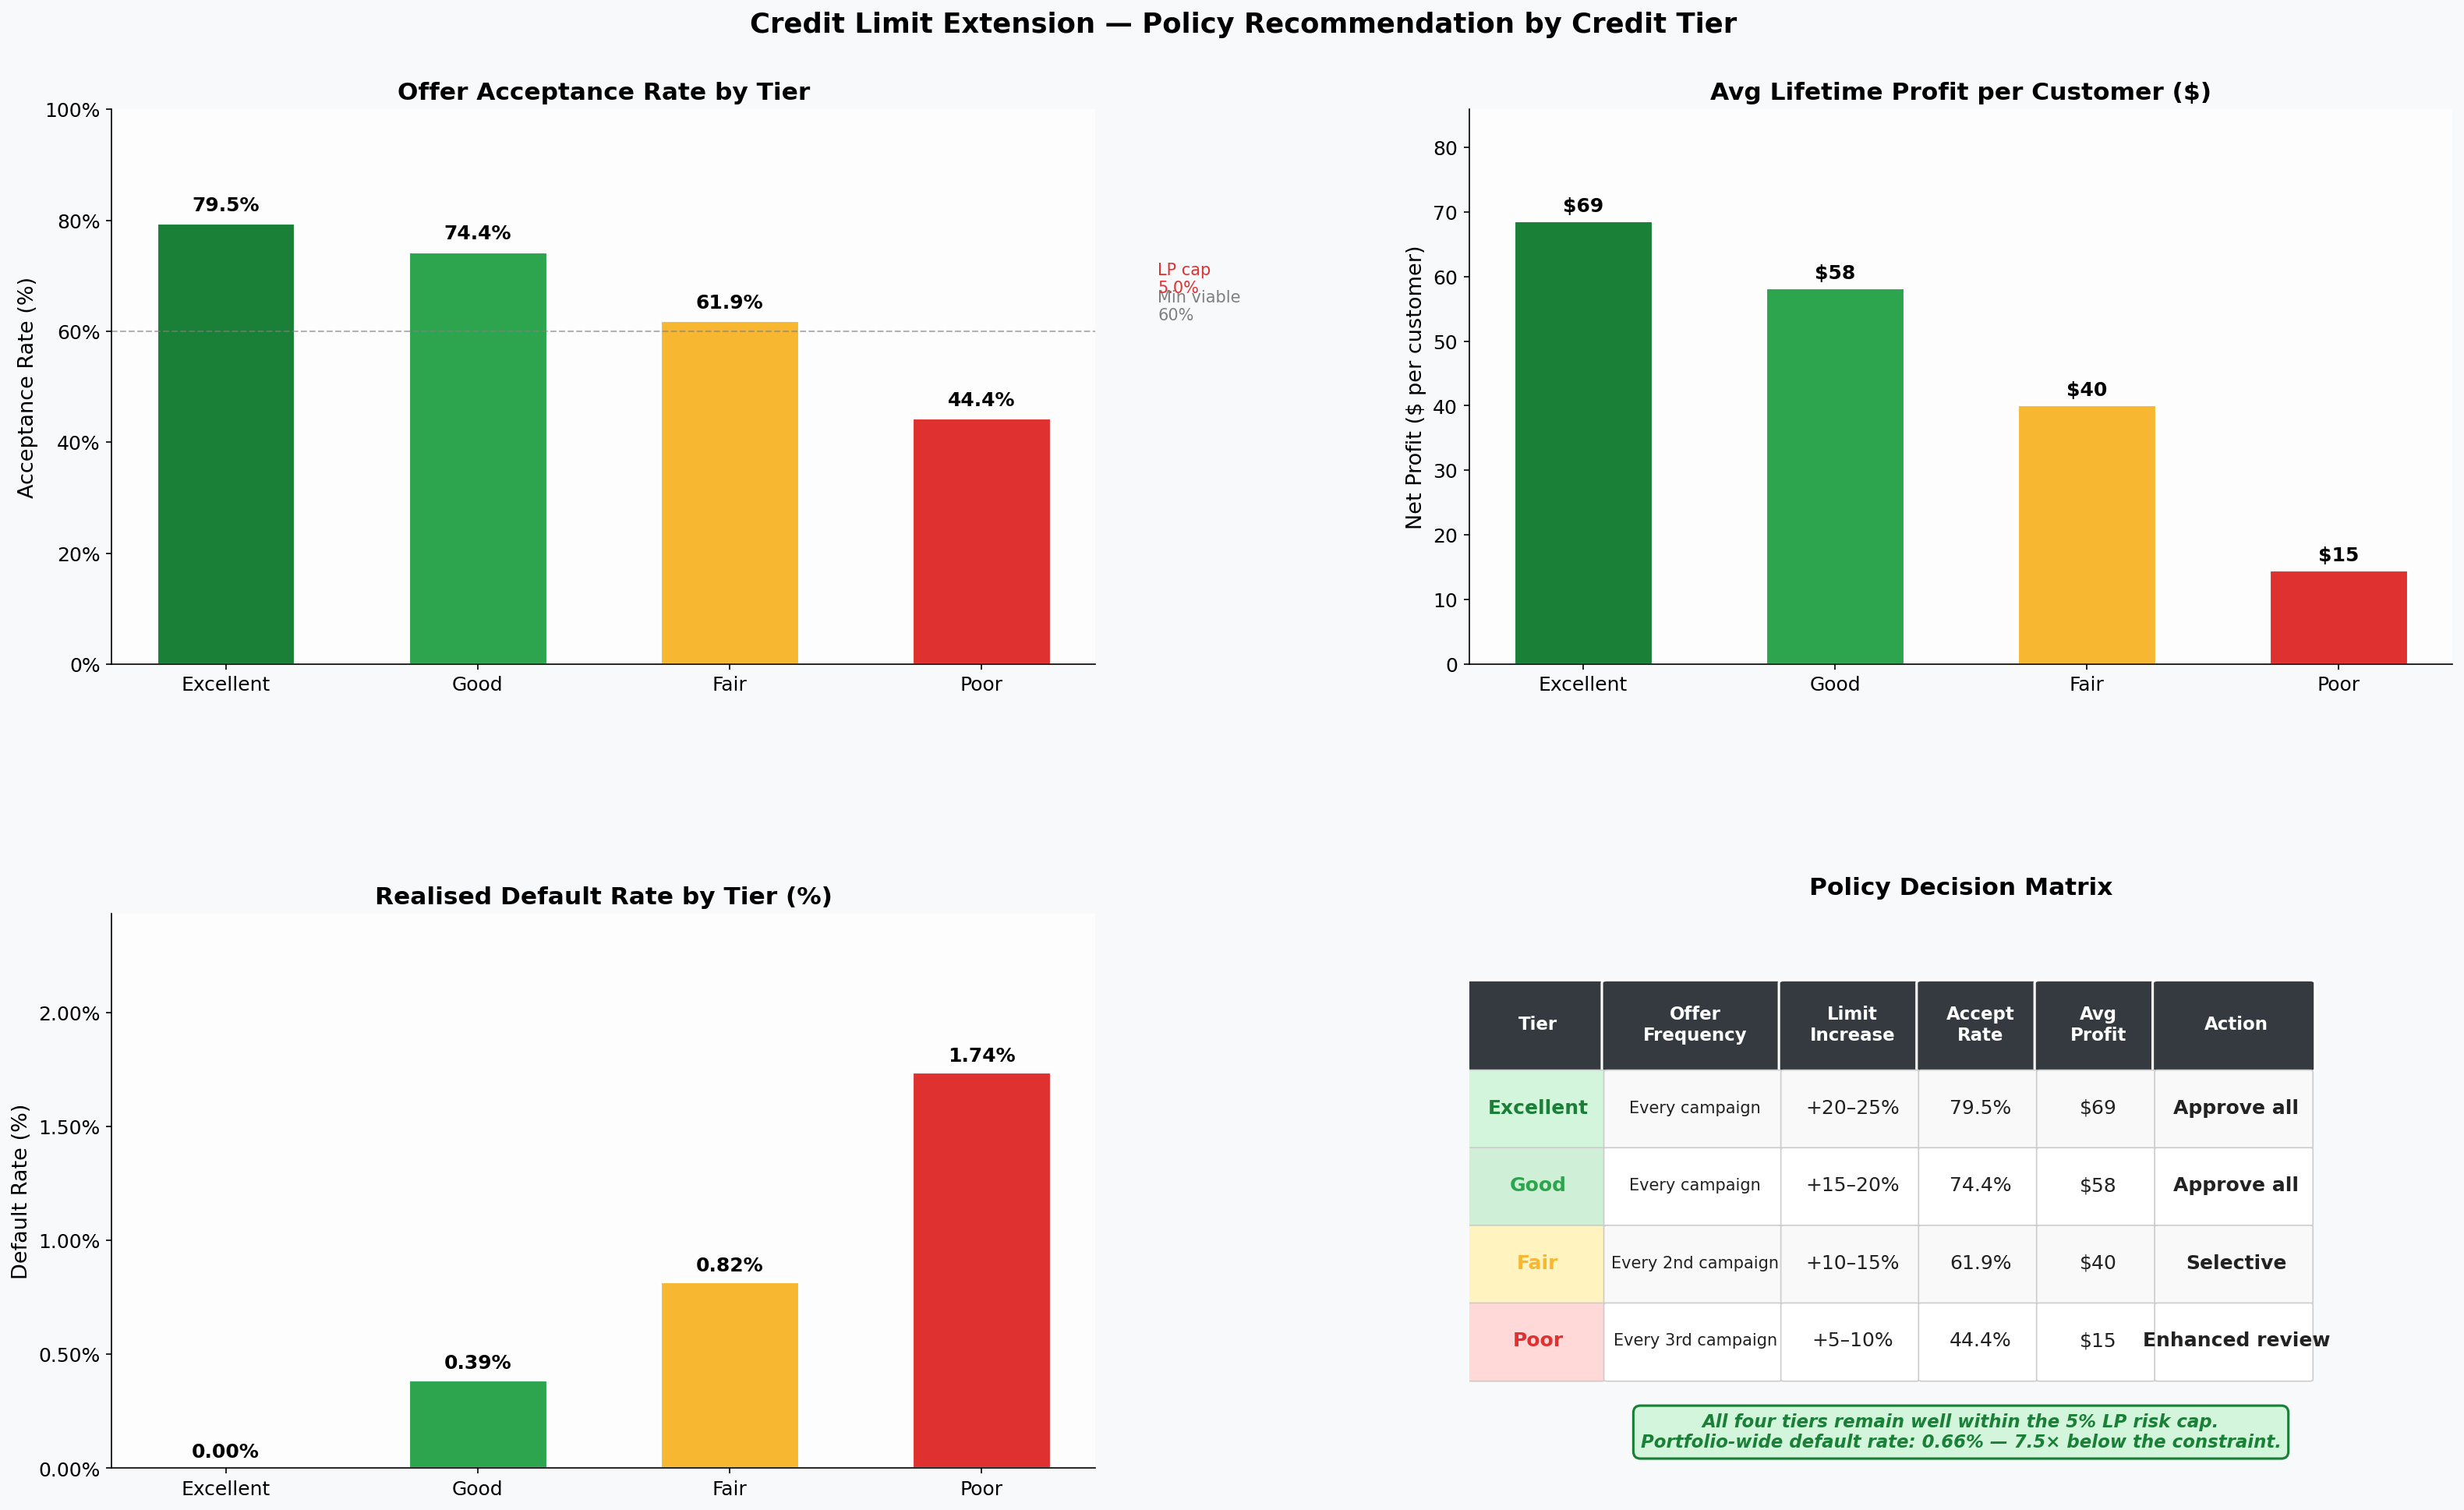 Credit Limit Extension — Policy Recommendation by Credit Tier
Offer Acceptance Rate by Tier
Acceptance Rate (%)
100%
80%
60%
40%
20%
0%
79.5%
74.4%
61.9%
44.4%
Excellent
Good
Fair
Poor
LP cap
5.0%
Min viable
60%
Avg Lifetime Profit per Customer ($)
Net Profit ($ per customer)
80
70
60
50
40
30
20
10
0
$69
$58
$40
$15
Excellent
Good
Fair
Poor
Realised Default Rate by Tier (%)
Default Rate (%)
2.00%
1.50%
1.00%
0.50%
0.00%
0.00%
0.39%
0.82%
1.74%
Excellent
Good
Fair
Poor
Policy Decision Matrix
Tier Offer Frequency Limit Increase Accept Rate Avg Profit Action
Excellent Every campaign +20–25% 79.5% $69 Approve all
Good Every campaign +15–20% 74.4% $58 Approve all
Fair Every 2nd campaign +10–15% 61.9% $40 Selective
Poor Every 3rd campaign +5–10% 44.4% $15 Enhanced review
All four tiers remain well within the 5% LP risk cap.
Portfolio-wide default rate: 0.66% — 7.5× below the constraint.